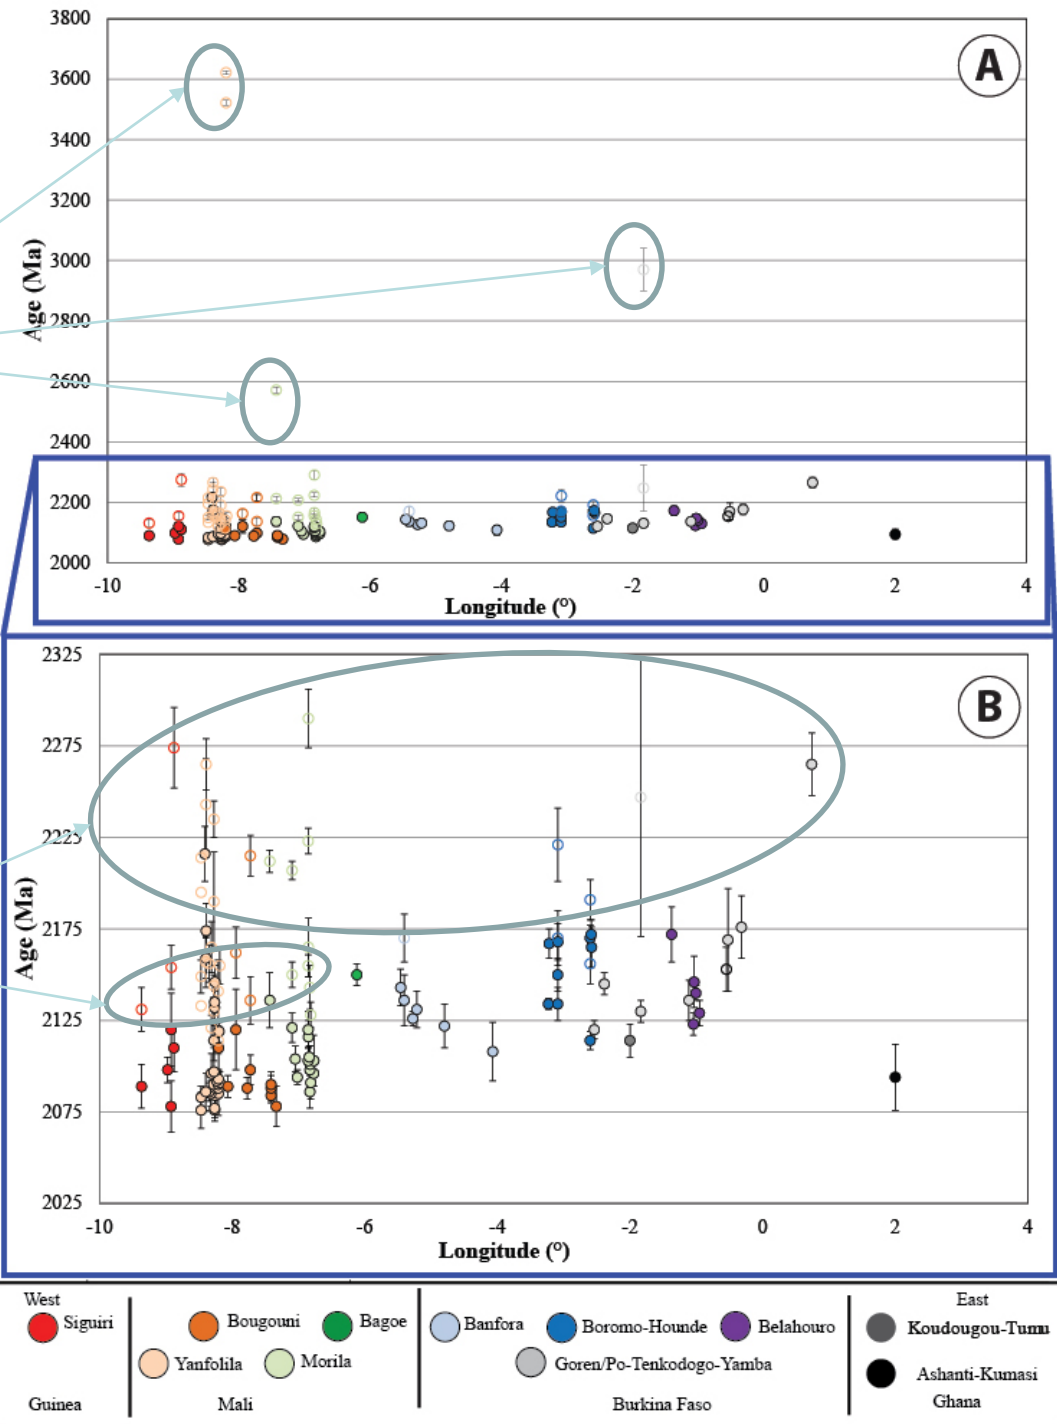 3800
A
3600
3400
3200
3000
2800
2600
2400
2200
2000
Age (Ma)
-10 -8 -6 -4 -2 0 2 4
Longitude (°)
2325
B
2275
2225
2175
2125
2075
2025
Age (Ma)
-10 -8 -6 -4 -2 0 2 4
Longitude (°)
West East
Siguiri Bougouni Bagoe Banfora Boromo-Hounde Belahouro Koudougou-Tumu
Yanfolila Morila Goren/Po-Tenkodogo-Yamba Ashanti-Kumasi
Guinea Mali Burkina Faso Ghana